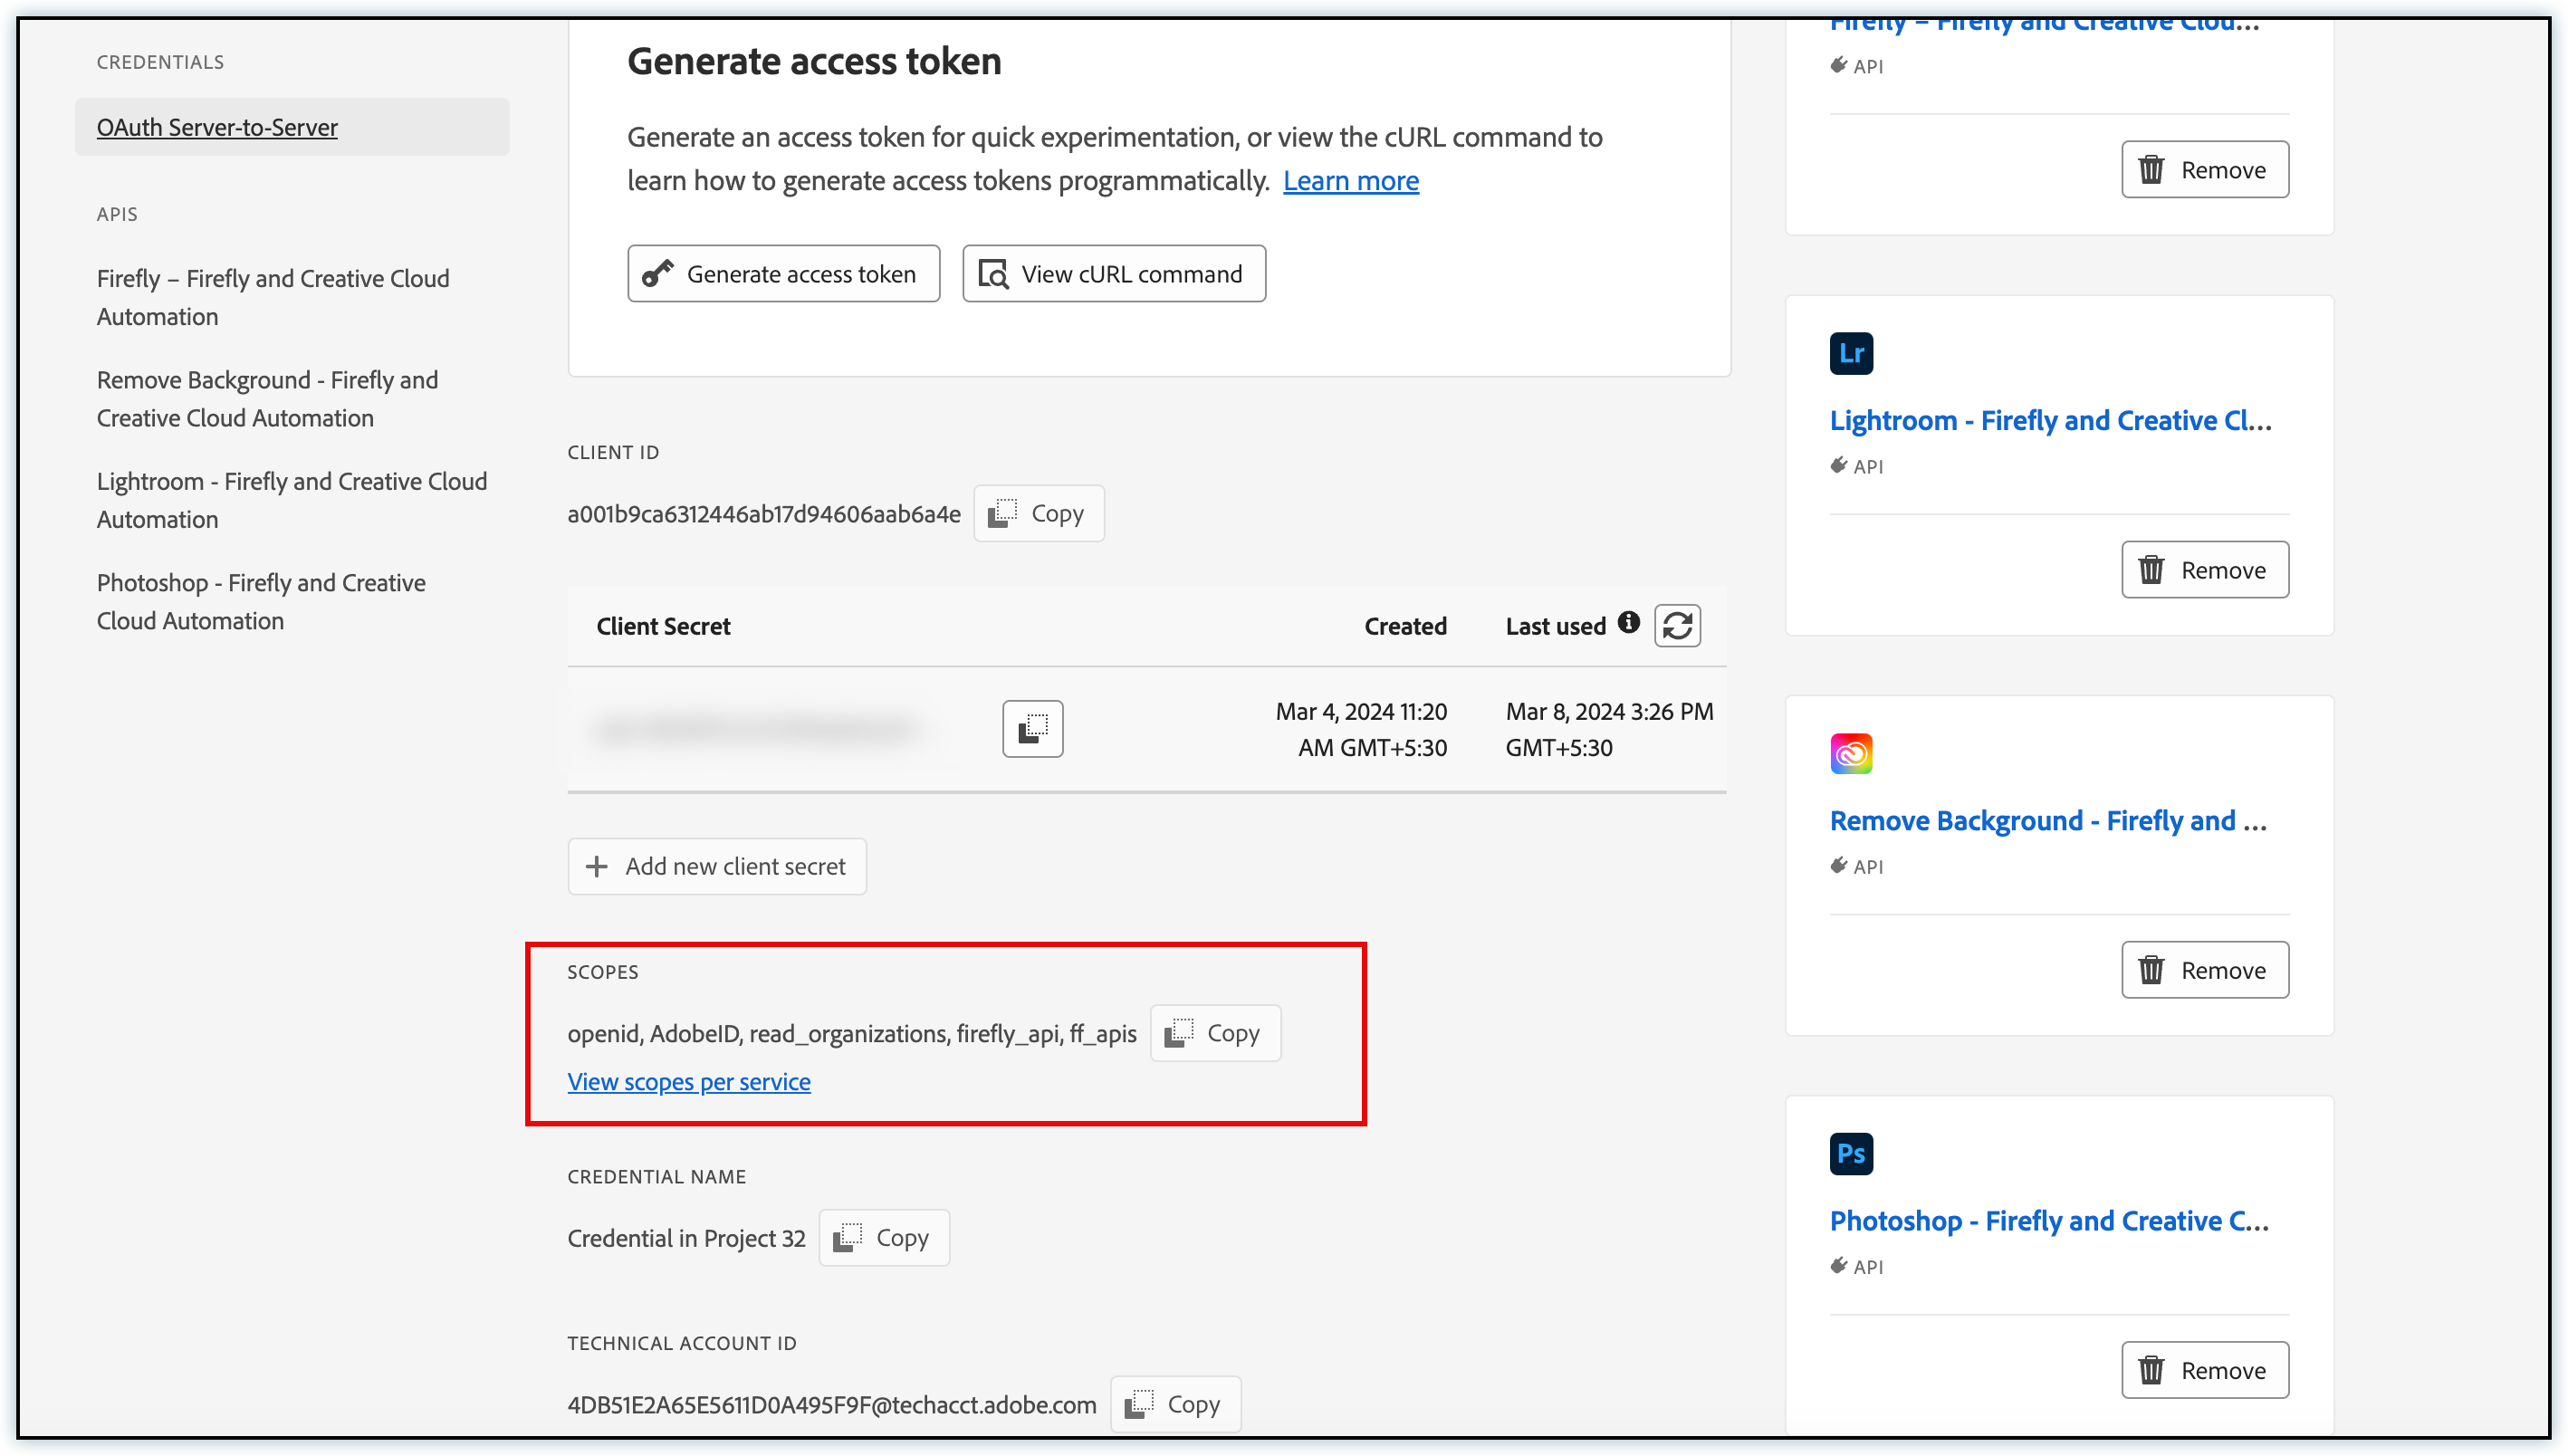 CREDENTIALS
OAuth Server-to-Server
APIS
Firefly – Firefly and Creative Cloud
Automation
Remove Background - Firefly and
Creative Cloud Automation
Lightroom - Firefly and Creative Cloud
Automation
Photoshop - Firefly and Creative
Cloud Automation
Generate access token
Generate an access token for quick experimentation, or view the cURL command to
learn how to generate access tokens programmatically. Learn more
Generate access token
View cURL command
CLIENT ID
a001b9ca6312446ab17d94606aab6a4e Copy
Client Secret Created Last used
Mar 4, 2024 11:20 Mar 8, 2024 3:26 PM
AM GMT+5:30 GMT+5:30
Add new client secret
SCOPES
openid, AdobeID, read_organizations, firefly_api, ff_apis Copy
View scopes per service
CREDENTIAL NAME
Credential in Project 32 Copy
TECHNICAL ACCOUNT ID
4DB51E2A65E5611D0A495F9F@techacct.adobe.com Copy
Firefly – Firefly and Creative Clou...
API
Remove
Lr
Lightroom - Firefly and Creative Cl...
API
Remove
Remove Background - Firefly and ...
API
Remove
Ps
Photoshop - Firefly and Creative C...
API
Remove